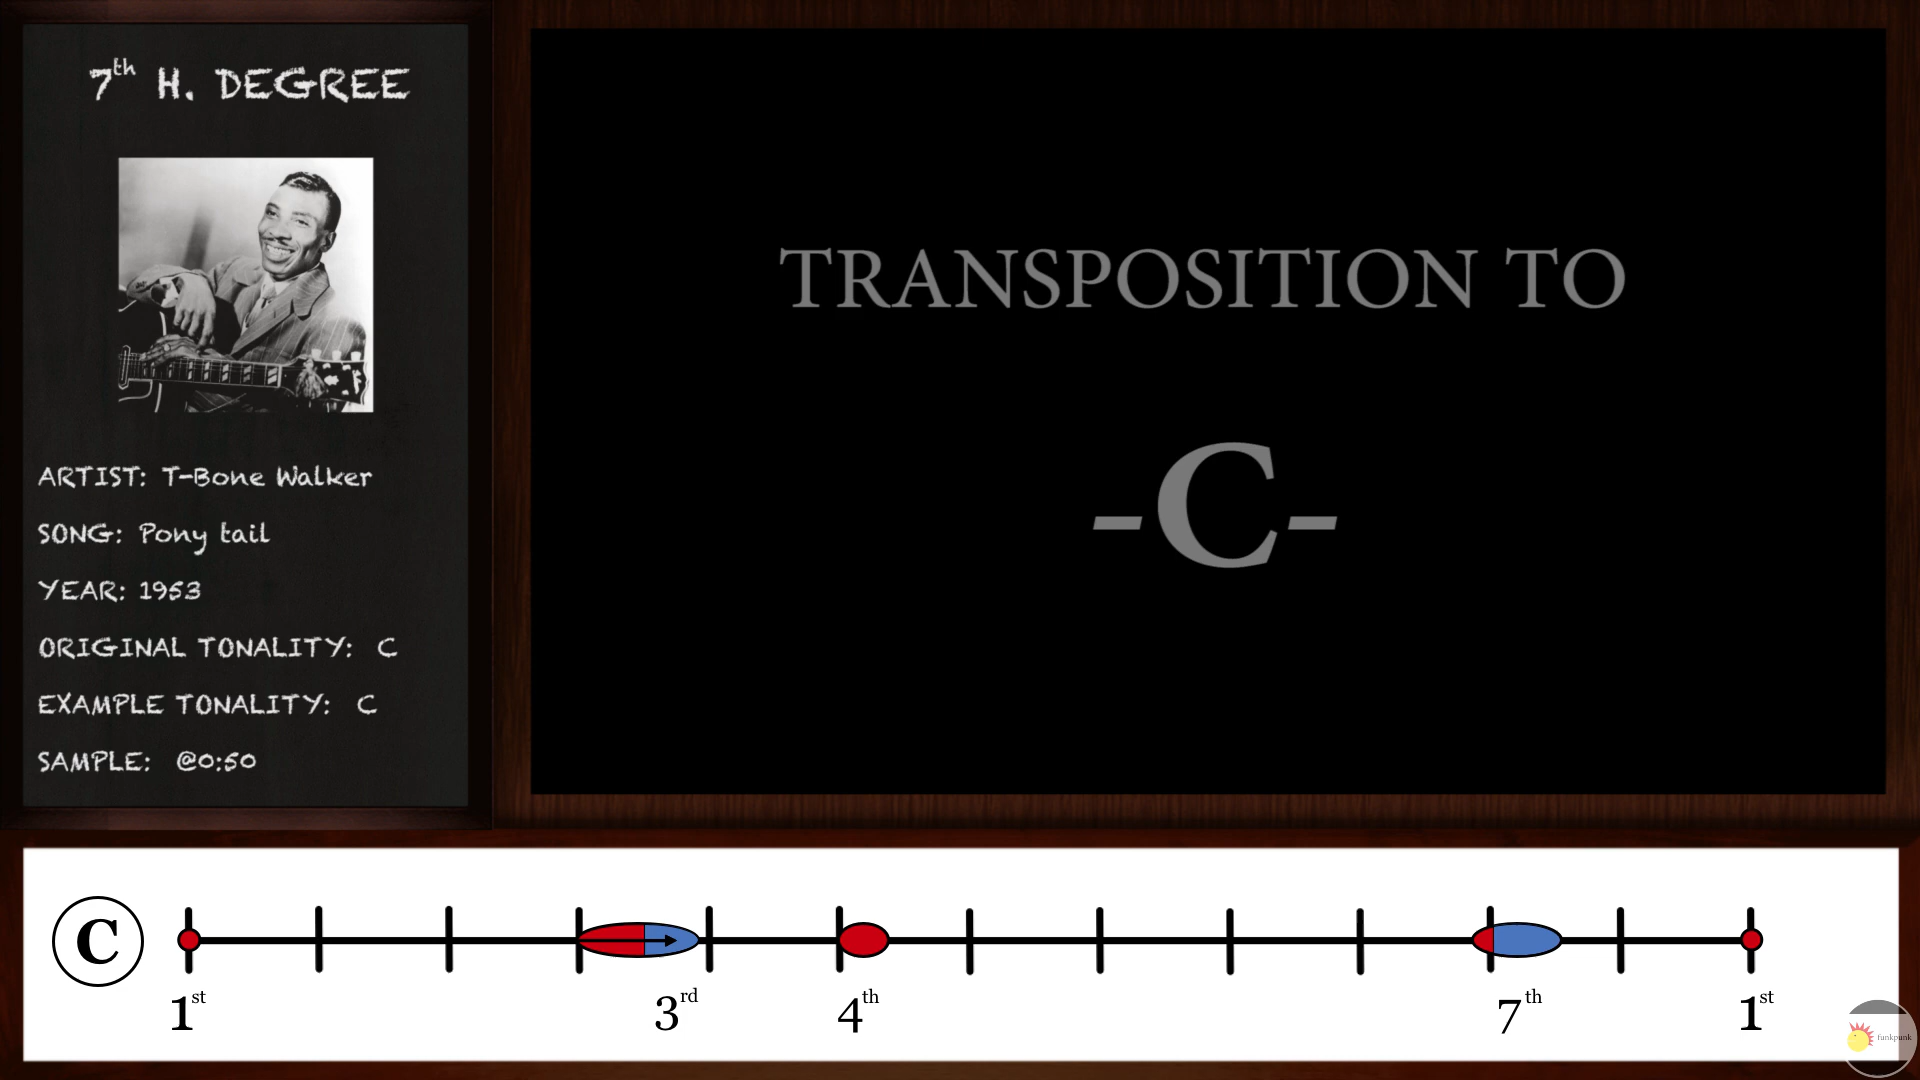 7th H. DEGREE
ARTIST: T-Bone Walker
SONG: Pony tail
YEAR: 1953
ORIGINAL TONALITY: C
EXAMPLE TONALITY: C
SAMPLE: @0:50
TRANSPOSITION TO
-C-
C
1st 3rd 4th 7th 1st
funkpunk